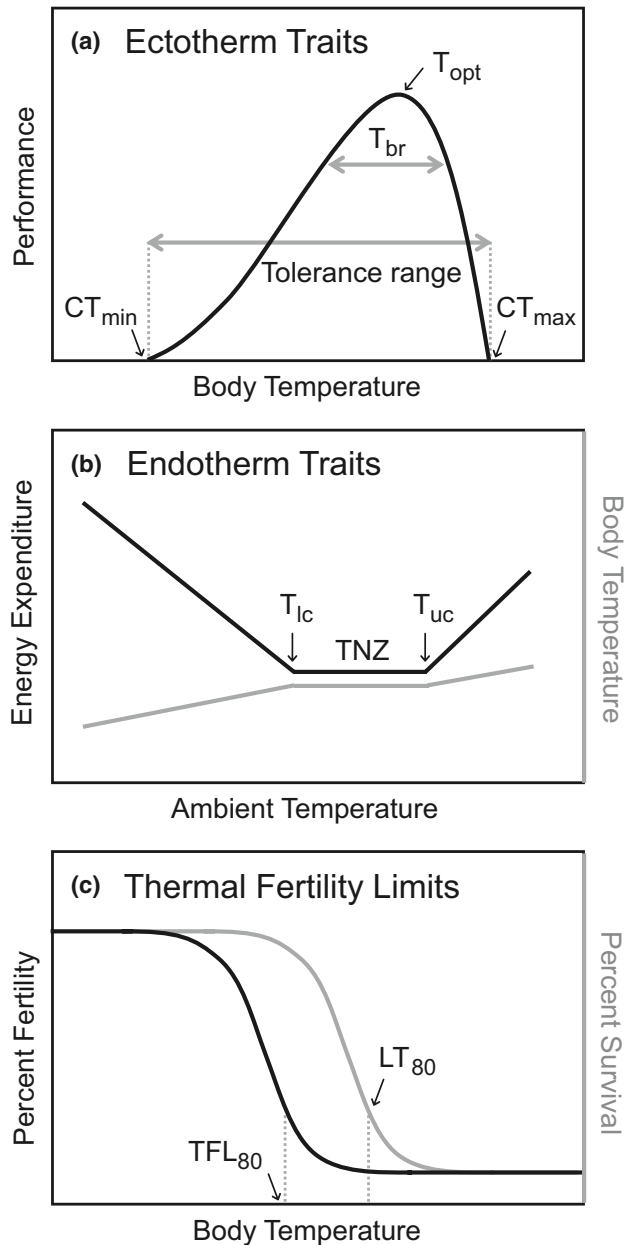 (a) Ectotherm Traits
T_opt
T_br
Tolerance range
CT_min
CT_max
Performance
Body Temperature
(b) Endotherm Traits
T_lc
T_uc
TNZ
Energy Expenditure
Body Temperature
Ambient Temperature
(c) Thermal Fertility Limits
LT_80
TFL_80
Percent Fertility
Percent Survival
Body Temperature